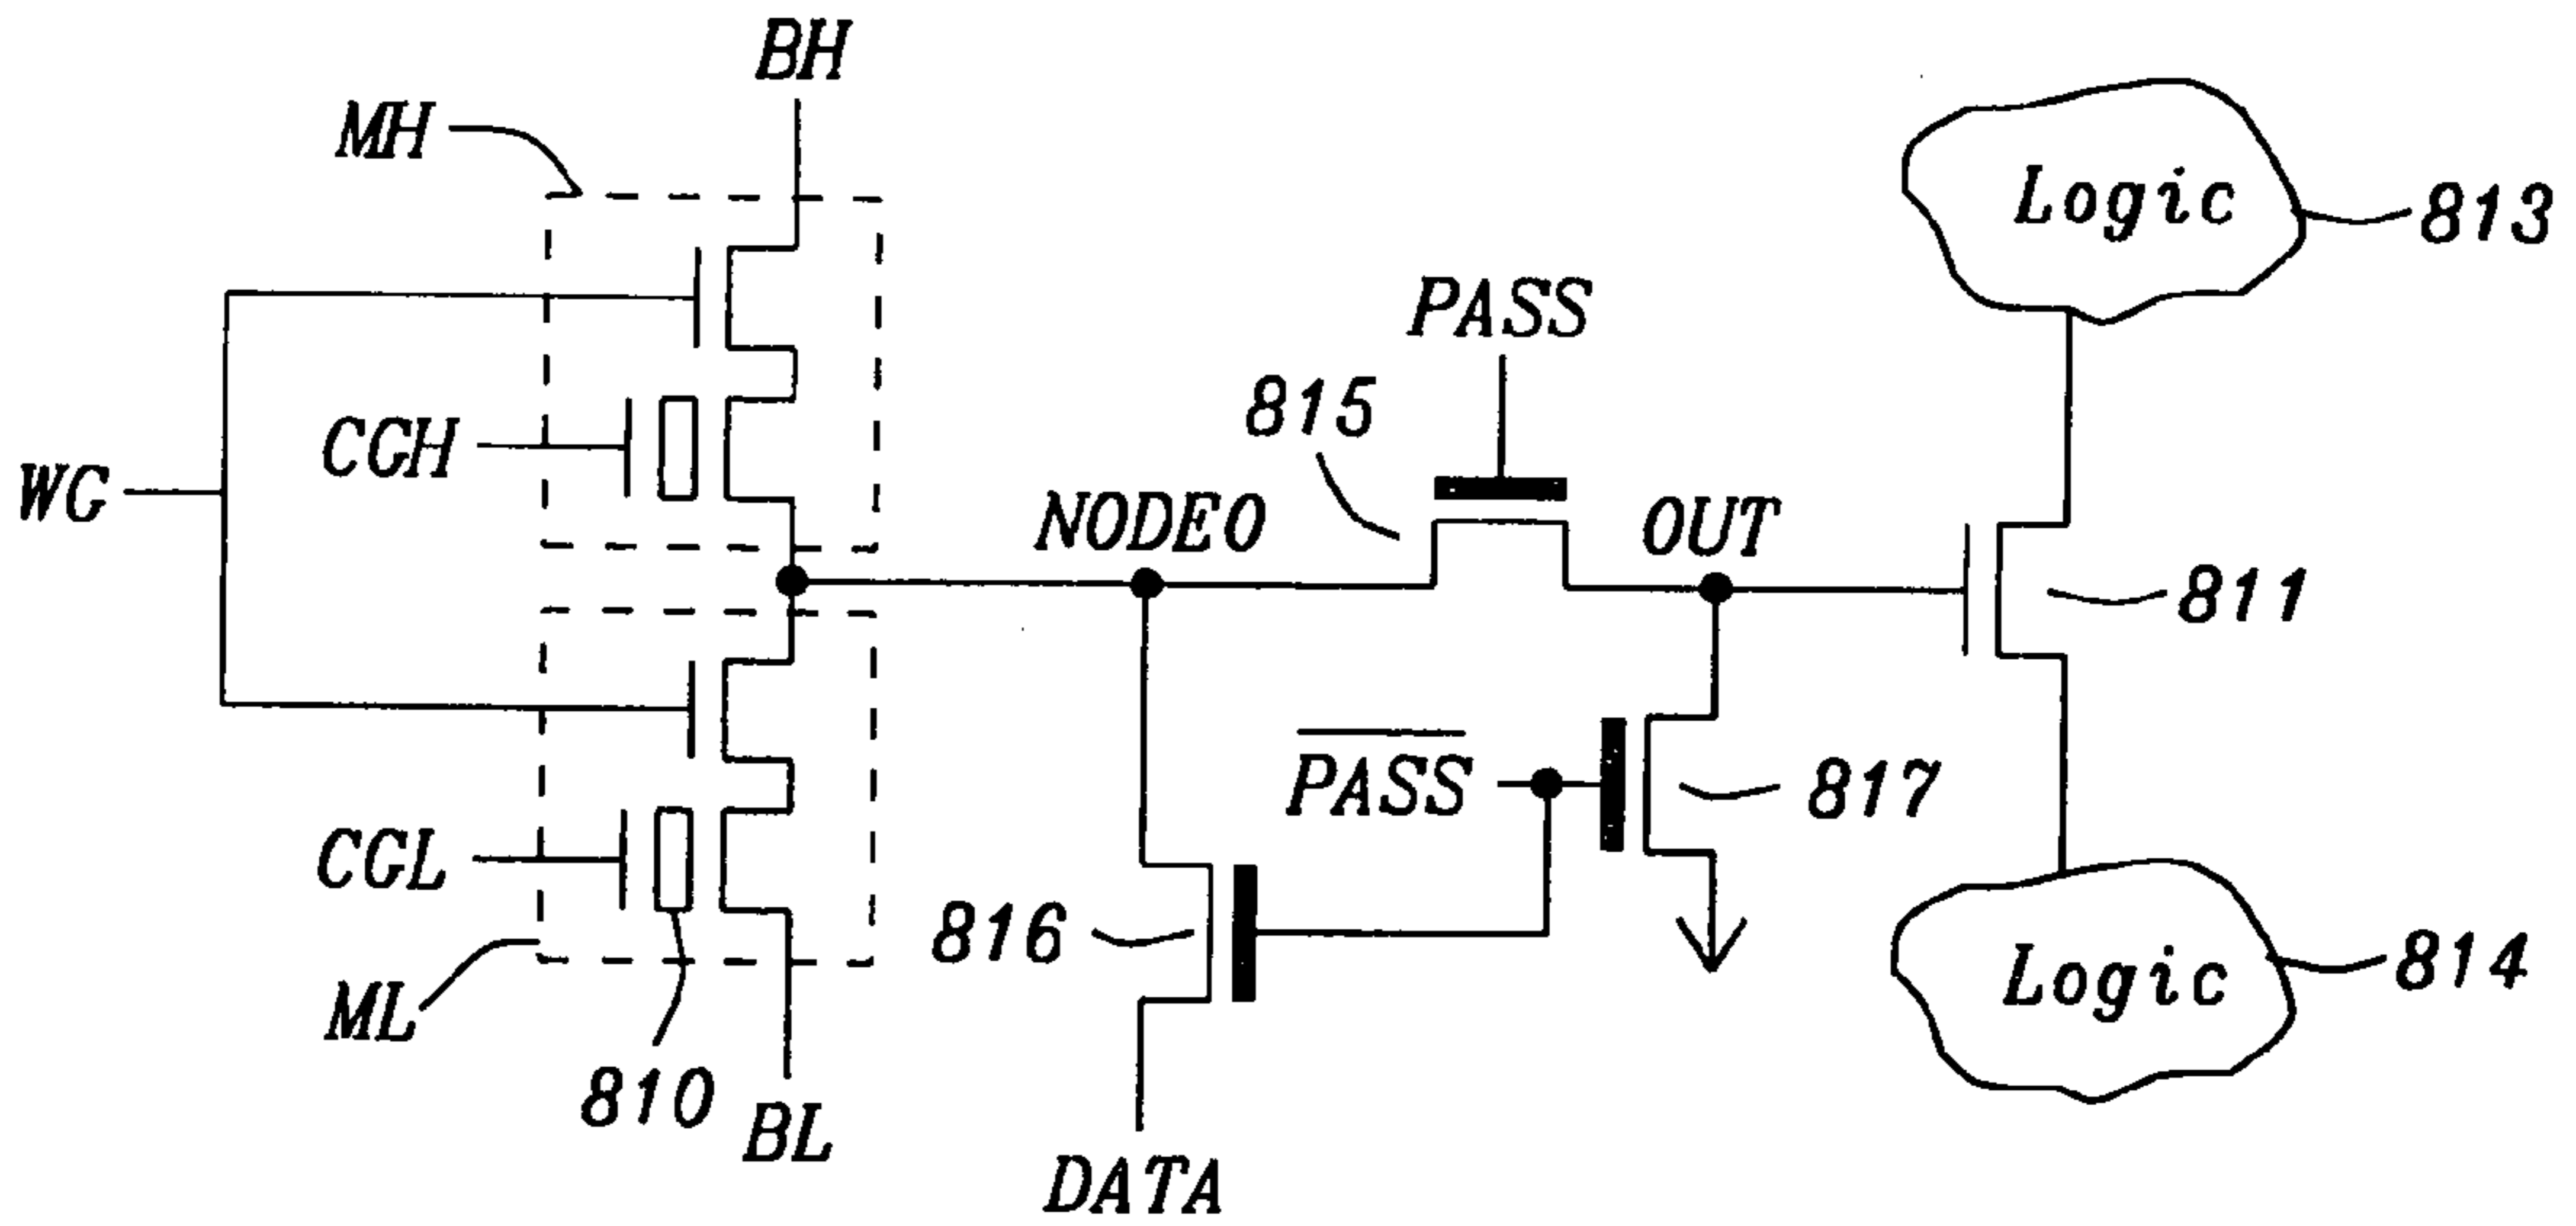 BH
MH
Logic
813
PASS
815
CGH
WG
NODEO
OUT
811
PASS
817
CGL
816
Logic
814
ML
810
BL
DATA